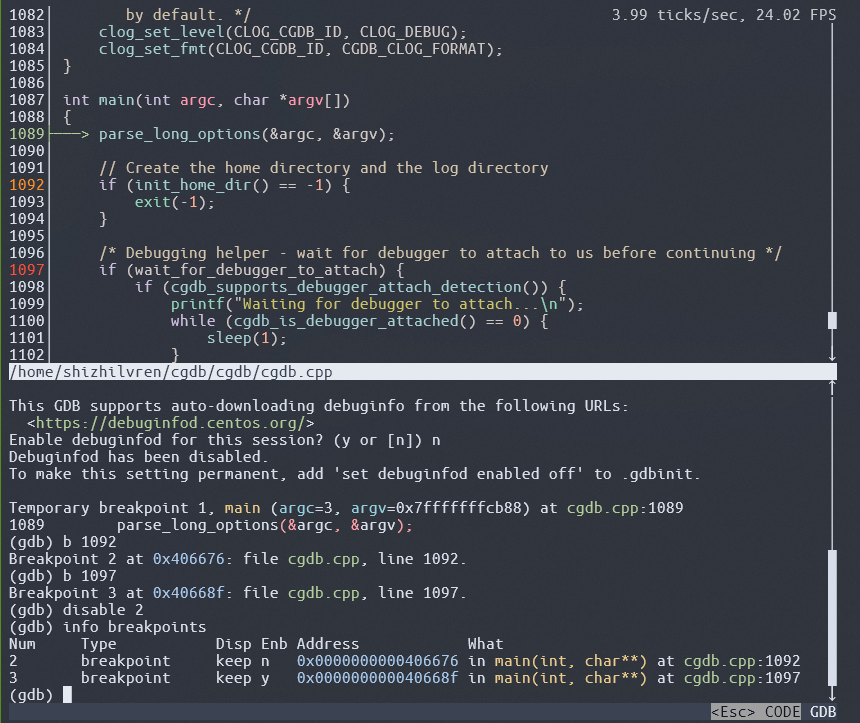 1082        by default. */ 3.99 ticks/sec, 24.02 FPS
1083     clog_set_level(CLOG_CGDB_ID, CLOG_DEBUG);
1084     clog_set_fmt(CLOG_CGDB_ID, CGDB_CLOG_FORMAT);
1085 }
1086
1087 int main(int argc, char *argv[])
1088 {
1089├───> parse_long_options(&argc, &argv);
1090
1091     // Create the home directory and the log directory
1092     if (init_home_dir() == -1) {
1093         exit(-1);
1094     }
1095
1096     /* Debugging helper - wait for debugger to attach to us before continuing */
1097     if (wait_for_debugger_to_attach) {
1098         if (cgdb_supports_debugger_attach_detection()) {
1099             printf("Waiting for debugger to attach...\n");
1100             while (cgdb_is_debugger_attached() == 0) {
1101                 sleep(1);
1102             }
/home/shizhilvren/cgdb/cgdb/cgdb.cpp
This GDB supports auto-downloading debuginfo from the following URLs:
  <https://debuginfod.centos.org/>
Enable debuginfod for this session? (y or [n]) n
Debuginfod has been disabled.
To make this setting permanent, add 'set debuginfod enabled off' to .gdbinit.
Temporary breakpoint 1, main (argc=3, argv=0x7fffffffcb88) at cgdb.cpp:1089
1089        parse_long_options(&argc, &argv);
(gdb) b 1092
Breakpoint 2 at 0x406676: file cgdb.cpp, line 1092.
(gdb) b 1097
Breakpoint 3 at 0x40668f: file cgdb.cpp, line 1097.
(gdb) disable 2
(gdb) info breakpoints
Num     Type           Disp Enb Address            What
2       breakpoint     keep n   0x0000000000406676 in main(int, char**) at cgdb.cpp:1092
3       breakpoint     keep y   0x000000000040668f in main(int, char**) at cgdb.cpp:1097
(gdb)
<Esc> CODE GDB